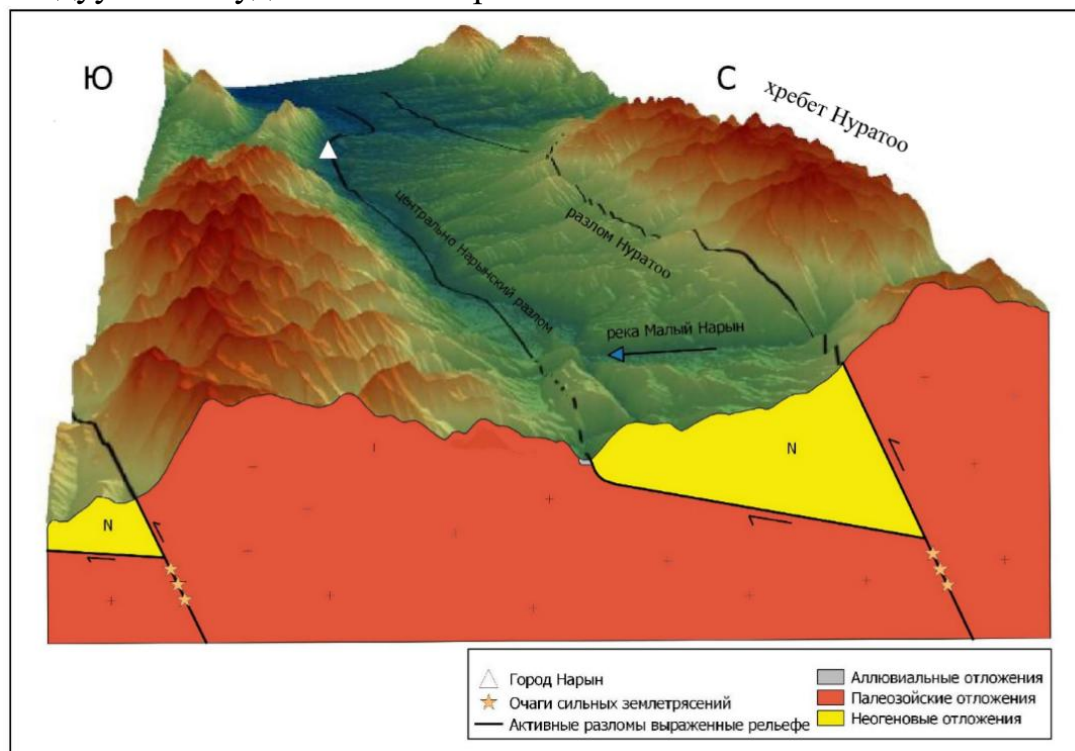 Ю
С
хребет Нуратоо
центрально Нарынский разлом
разлом Нуратоо
река Малый Нарын
N
N
Город Нарын
Очаги сильных землетрясений
Активные разломы выраженные рельефе
Аллювиальные отложения
Палеозойские отложения
Неогеновые отложения